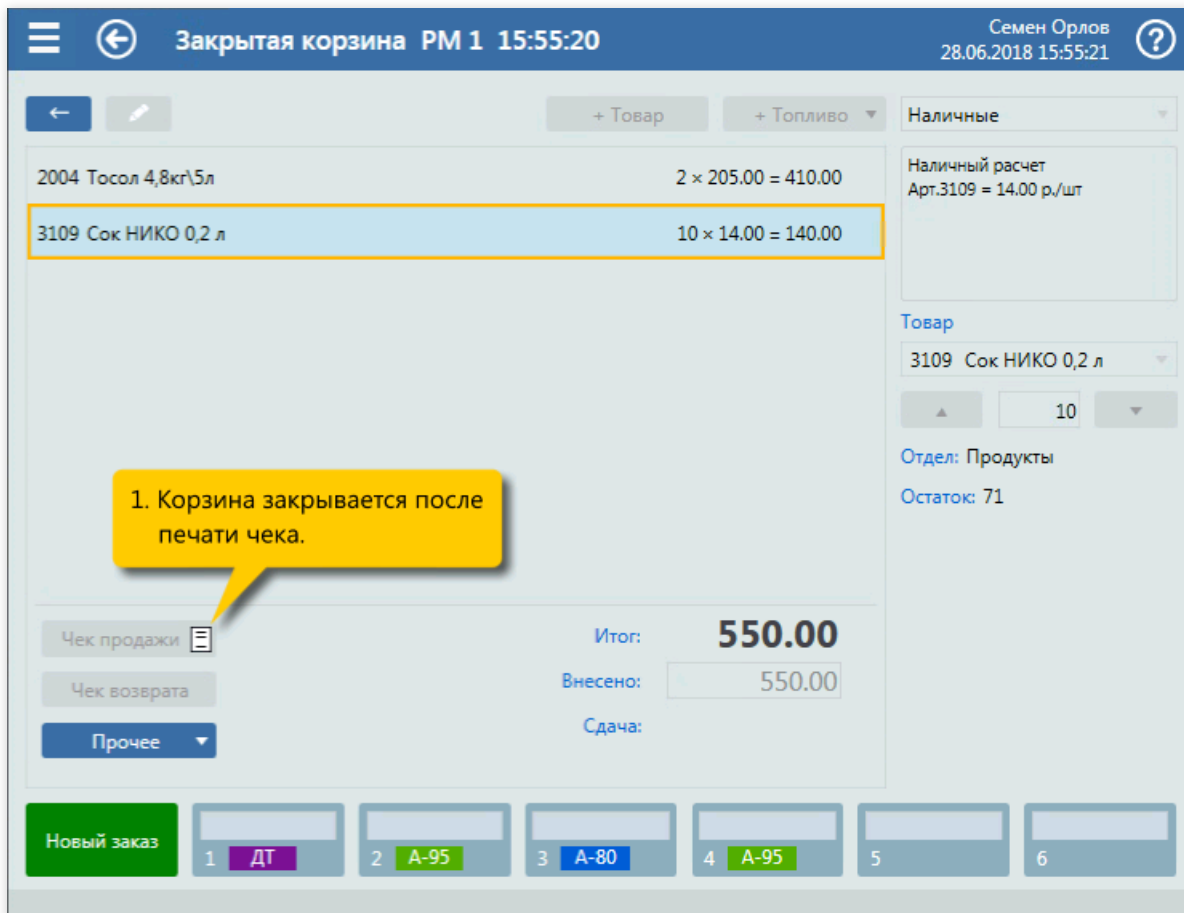 Закрытая корзина РМ 1 15:55:20
Семен Орлов
28.06.2018 15:55:21
+ Товар
+ Топливо
Наличные
2004 Тосол 4,8кг\5л 2 × 205.00 = 410.00
3109 Сок НИКО 0,2 л 10 × 14.00 = 140.00
Наличный расчет
Арт.3109 = 14.00 р./шт
Товар
3109 Сок НИКО 0,2 л
10
Отдел: Продукты
Остаток: 71
1. Корзина закрывается после
печати чека.
Чек продажи
Чек возврата
Прочее
Итог: 550.00
Внесено: 550.00
Сдача:
Новый заказ
1 ДТ
2 А-95
3 А-80
4 А-95
5
6